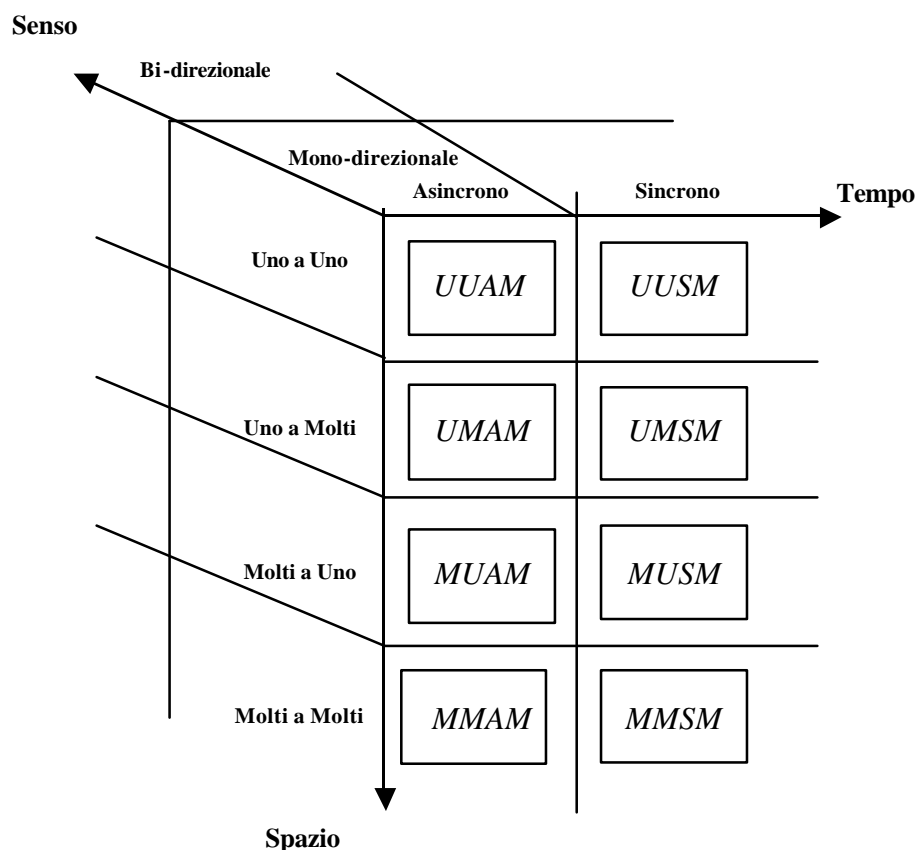 Senso
Bi-direzionale
Mono-direzionale
Asincrono Sincrono Tempo
Uno a Uno UUAM UUSM
Uno a Molti UMAM UMSM
Molti a Uno MUAM MUSM
Molti a Molti MMAM MMSM
Spazio